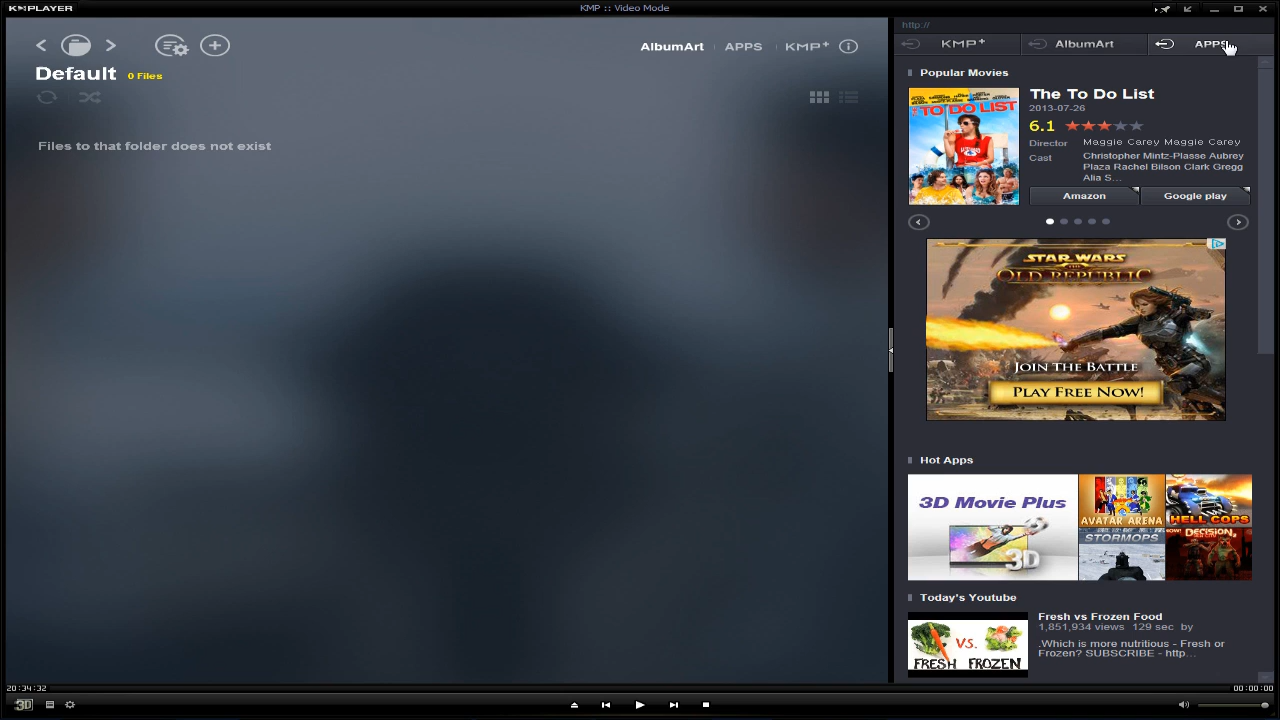 KMPLAYER
KMP :: Video Mode
http://
AlbumArt
APPS
KMP+
KMP+
AlbumArt
APPS
Default
0 Files
Files to that folder does not exist
Popular Movies
THE TO DO LIST
The To Do List
2013-07-26
6.1
Director
Maggie Carey Maggie Carey
Cast
Christopher Mintz-Plasse Aubrey
Plaza Rachel Bilson Clark Gregg
Alia S...
Amazon
Google play
STAR WARS
THE OLD REPUBLIC
JOIN THE BATTLE
PLAY FREE NOW!
Hot Apps
3D Movie Plus
3D
AVATAR ARENA
HELL COPS
STORMOPS
DECISION
Today's Youtube
Fresh vs Frozen Food
1,851,934 views 129 sec by
.Which is more nutritious - Fresh or
Frozen? SUBSCRIBE - http...
VS.
FRESH
FROZEN
20:34:32
00:00:00
3D